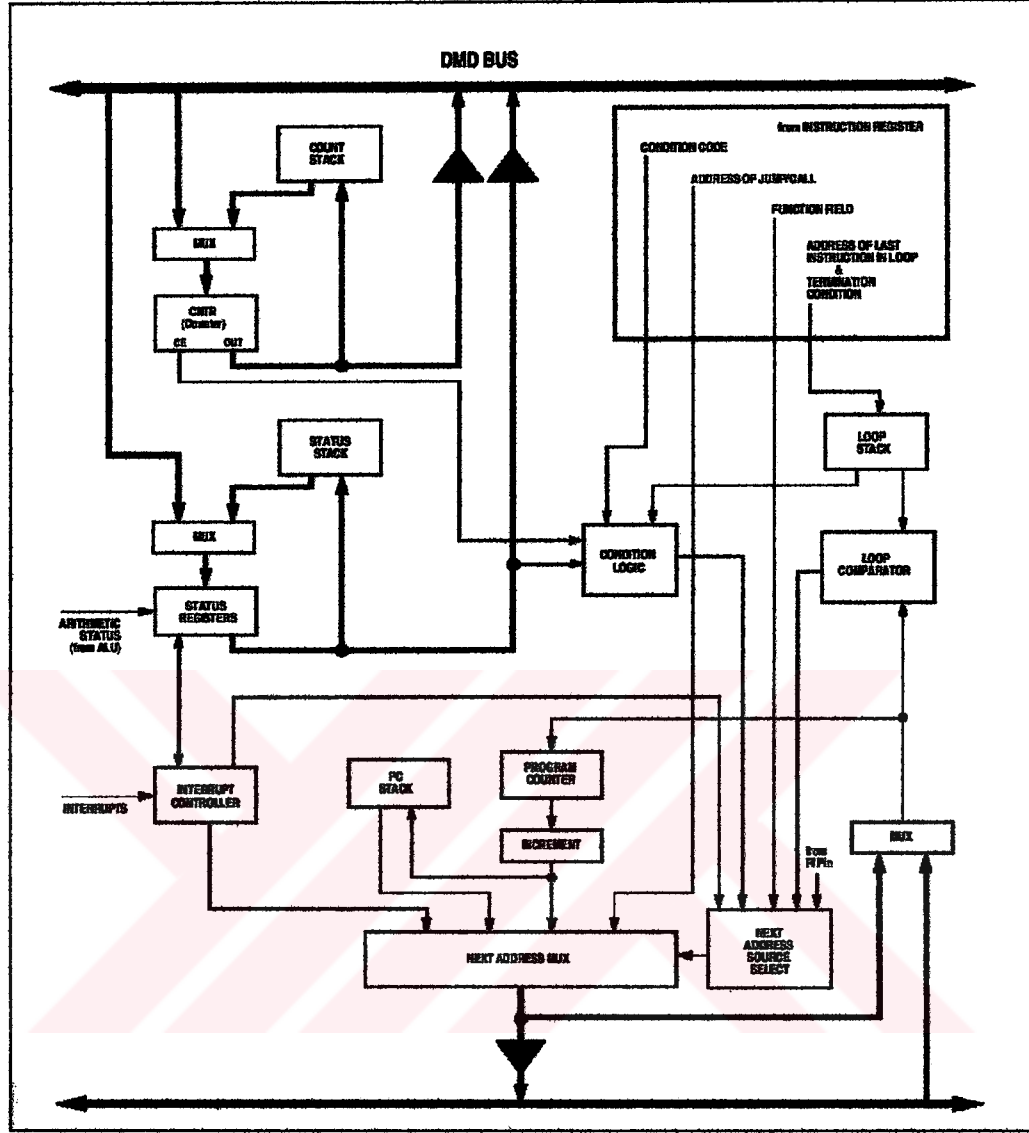 DMD BUS
from INSTRUCTION REGISTER
CONDITION CODE
ADDRESS OF JUMP/CALL
FUNCTION FIELD
ADDRESS OF LAST
INSTRUCTION IN LOOP
&
TERMINATION
CONDITION
COUNT
STACK
MUX
CNTR
(Counter)
CE OUT
STATUS
STACK
LOOP
STACK
MUX
CONDITION
LOGIC
LOOP
COMPARATOR
STATUS
REGISTERS
ARITHMETIC
STATUS
(from ALU)
INTERRUPT
CONTROLLER
INTERRUPTS
PC
STACK
PROGRAM
COUNTER
INCREMENT
MUX
from
FI Pin
NEXT ADDRESS MUX
NEXT
ADDRESS
SOURCE
SELECT